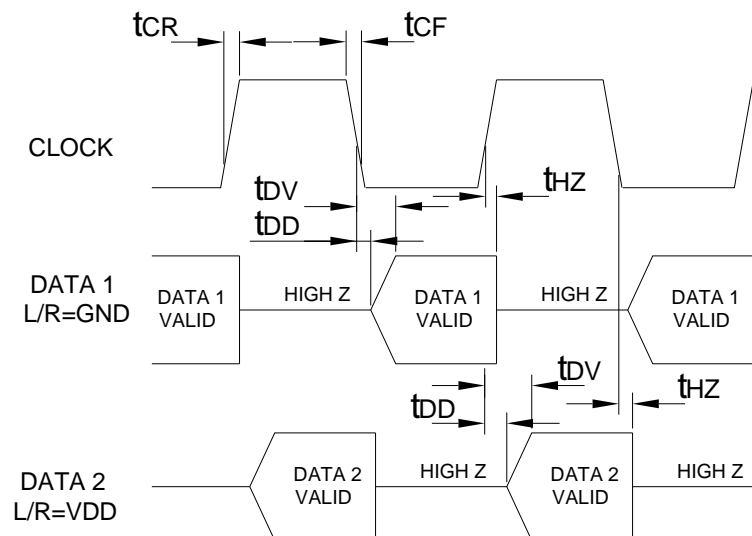 tCR
tCF
CLOCK
tDV
tHZ
tDD
DATA 1
L/R=GND
DATA 1
VALID
HIGH Z
DATA 1
VALID
HIGH Z
DATA 1
VALID
tDV
tDD
tHZ
DATA 2
L/R=VDD
DATA 2
VALID
HIGH Z
DATA 2
VALID
HIGH Z